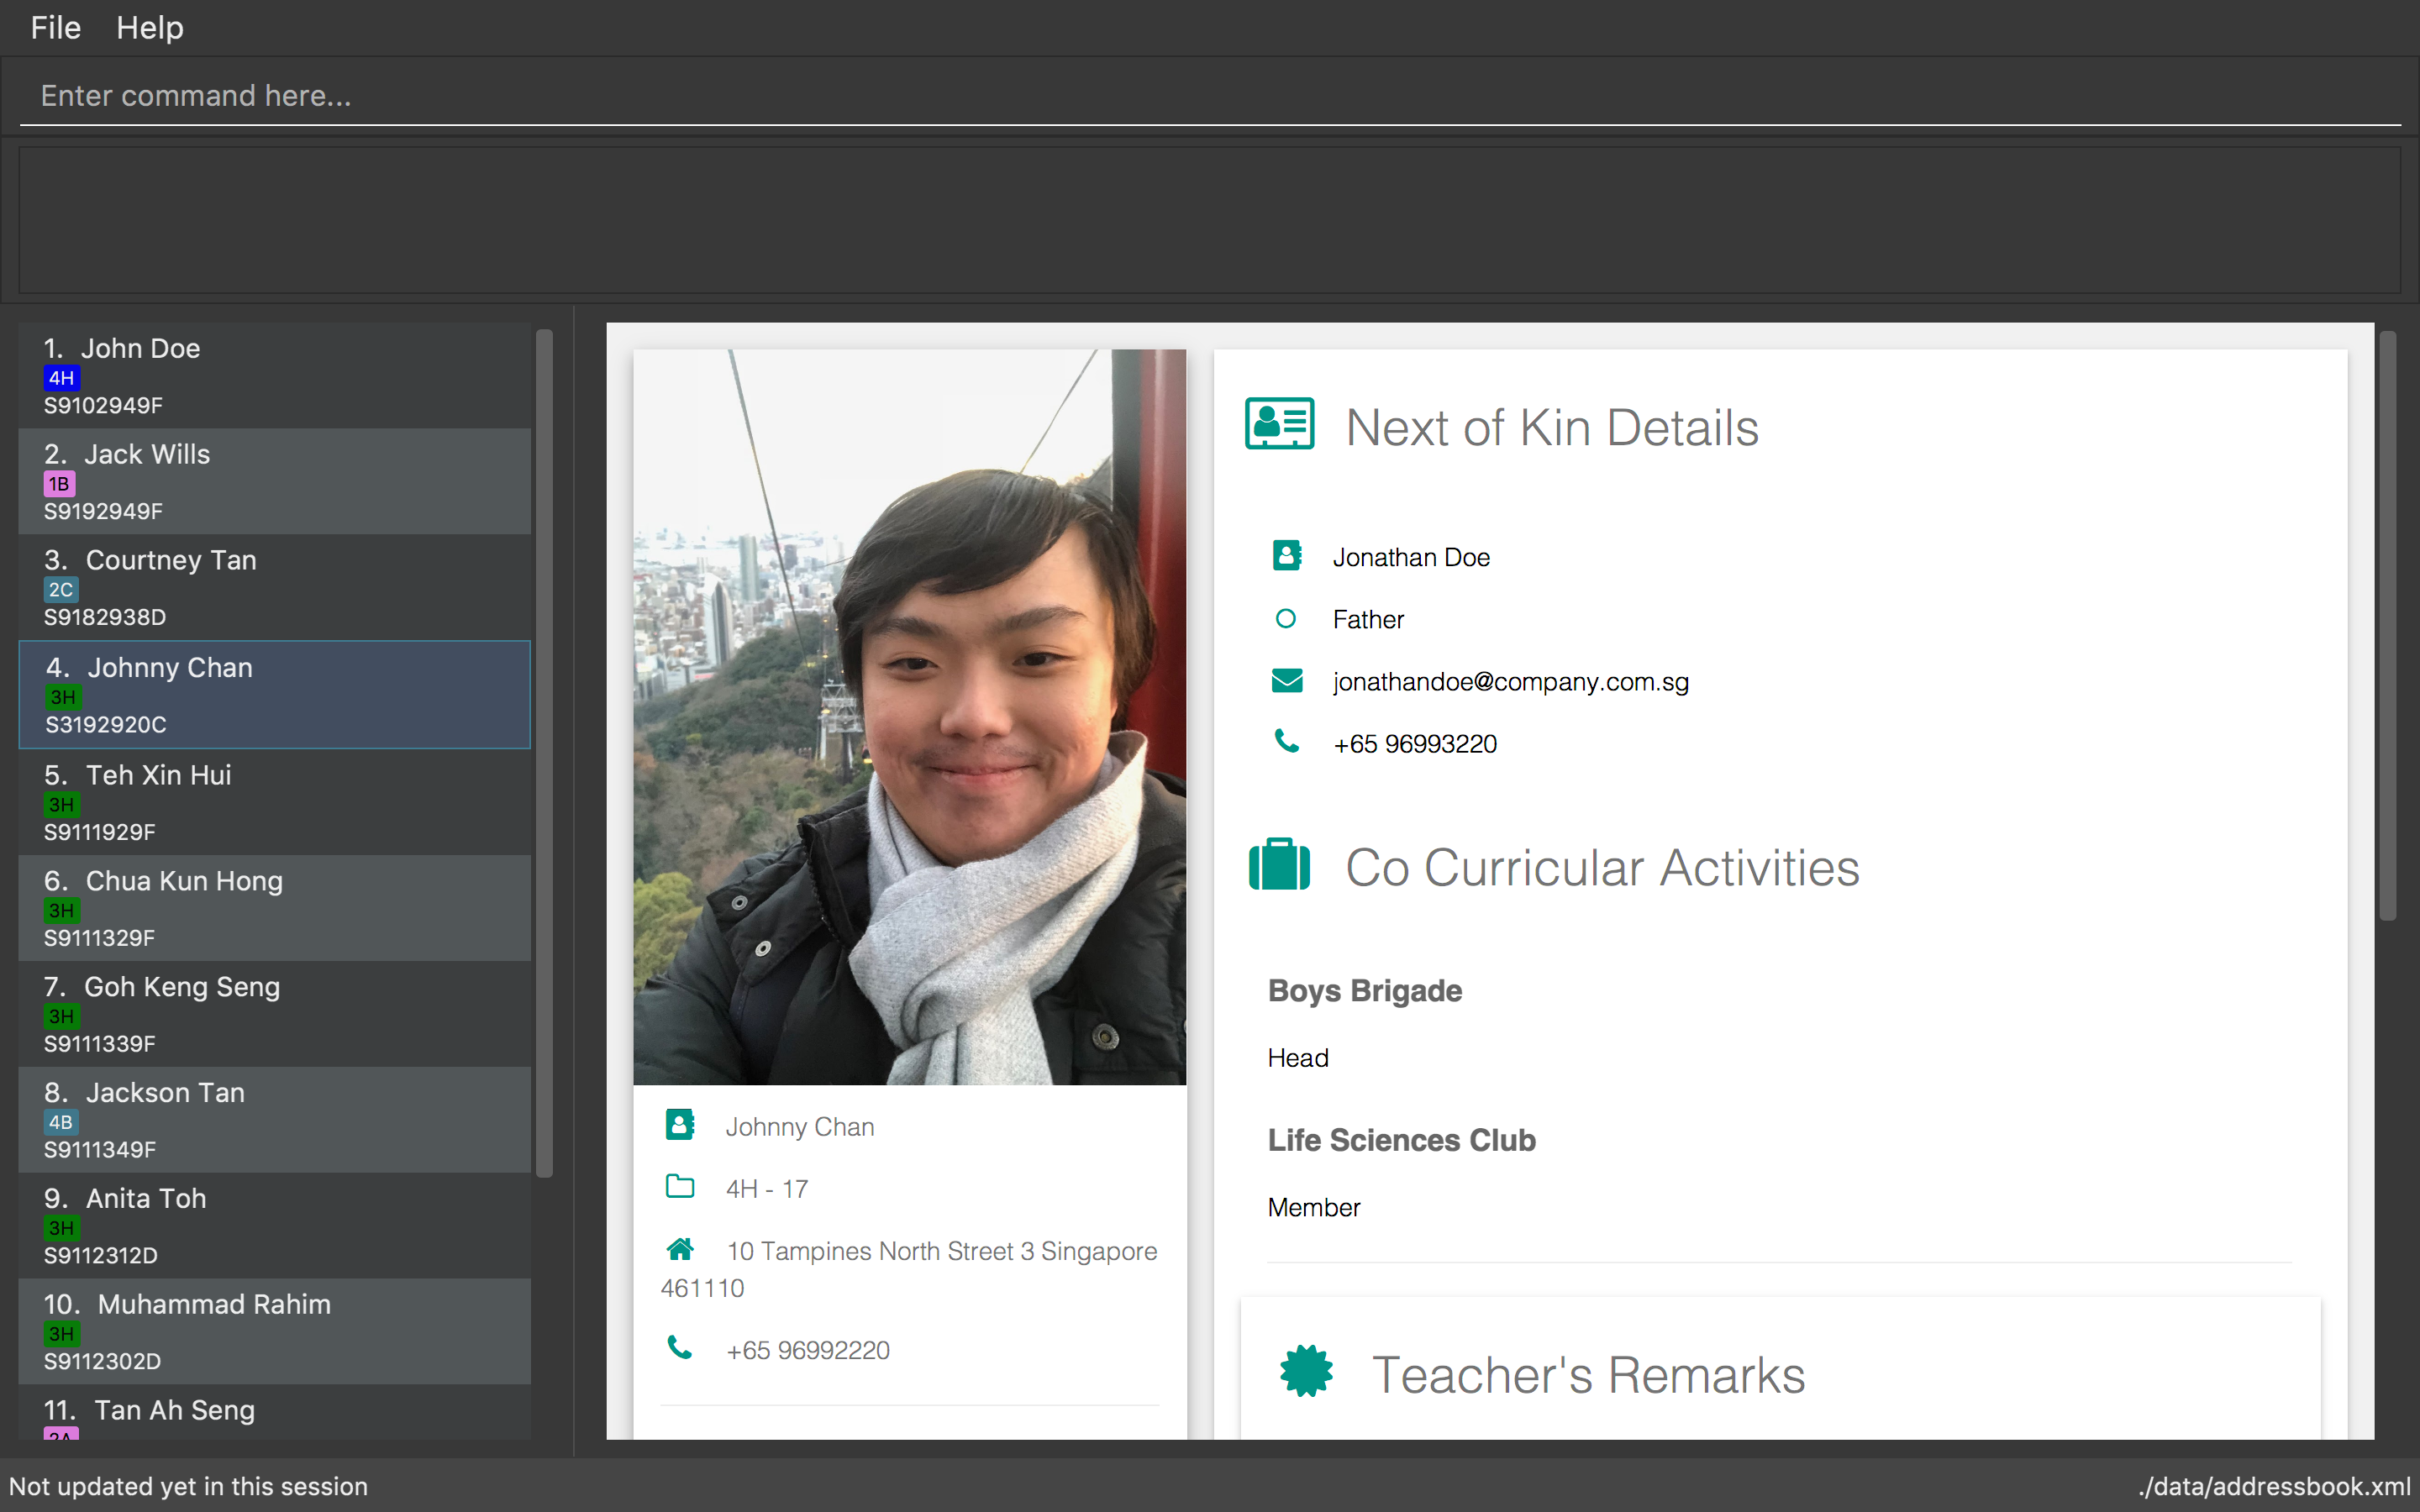 File Help
Enter command here...
1. John Doe
4H
S9102949F
2. Jack Wills
1B
S9192949F
3. Courtney Tan
2C
S9182938D
4. Johnny Chan
3H
S3192920C
5. Teh Xin Hui
3H
S9111929F
6. Chua Kun Hong
3H
S9111329F
7. Goh Keng Seng
3H
S9111339F
8. Jackson Tan
4B
S9111349F
9. Anita Toh
3H
S9112312D
10. Muhammad Rahim
3H
S9112302D
11. Tan Ah Seng
2A
Johnny Chan
4H - 17
10 Tampines North Street 3 Singapore
461110
+65 96992220
Next of Kin Details
Jonathan Doe
Father
jonathandoe@company.com.sg
+65 96993220
Co Curricular Activities
Boys Brigade
Head
Life Sciences Club
Member
Teacher's Remarks
Not updated yet in this session
./data/addressbook.xml